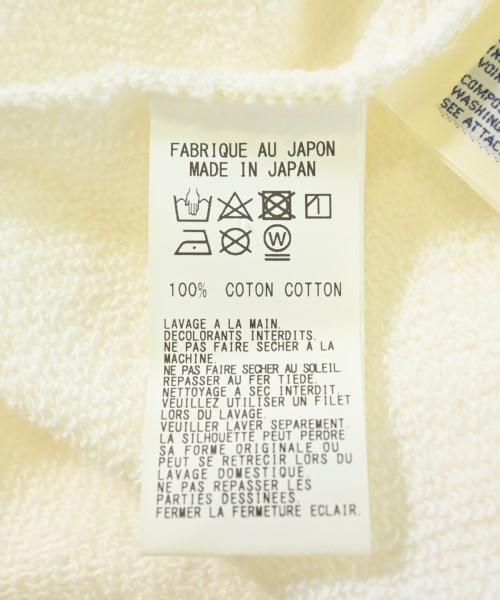 FABRIQUE AU JAPON
MADE IN JAPAN
W
100% COTON COTTON
LAVAGE A LA MAIN.
DECOLORANTS INTERDITS.
NE PAS FAIRE SECHER A LA
MACHINE.
NE PAS FAIRE SECHER AU SOLEIL.
REPASSER AU FER TIEDE.
NETTOYAGE A SEC INTERDIT.
VEUILLEZ UTILISER UN FILET
LORS DU LAVAGE.
VEUILLER LAVER SEPAREMENT.
LA SILHOUETTE PEUT PERDRE
SA FORME ORIGINALE OU
PEUT SE RETRECIR LORS DU
LAVAGE DOMESTIQUE.
NE PAS REPASSER LES
PARTIES DESSINEES.
FERMER LA FERMETURE ECLAIR.
WASHING
SEE